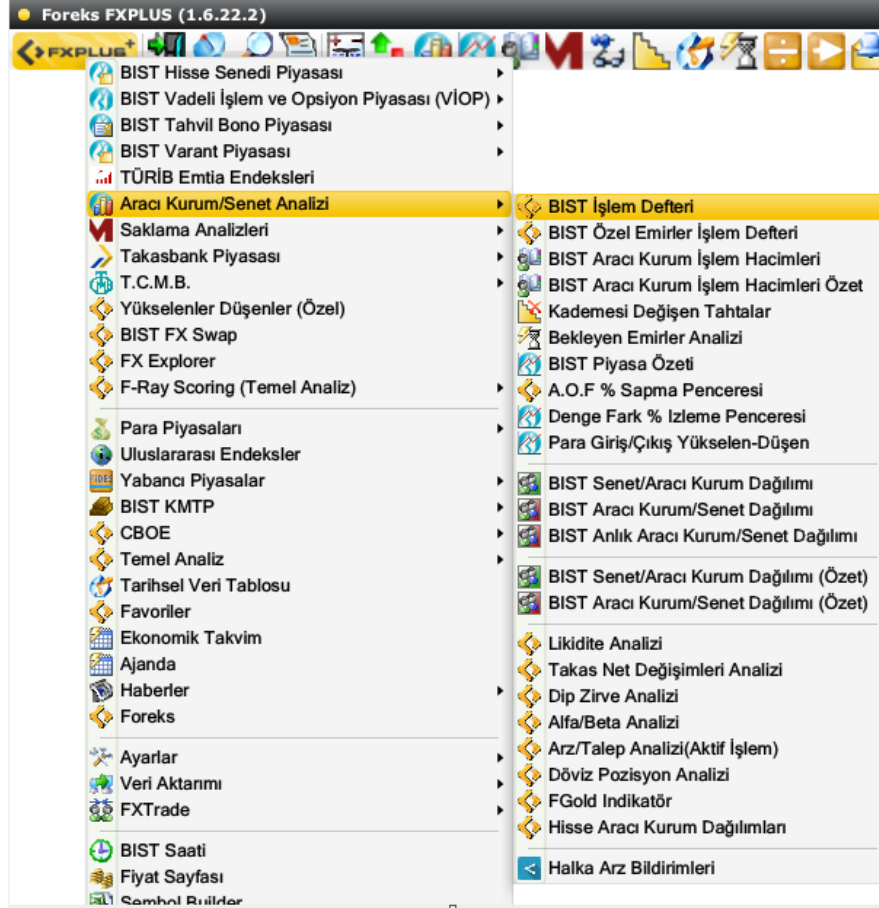 Foreks FXPLUS (1.6.22.2)
FXPLUS+
BIST Hisse Senedi Piyasası
BIST Vadeli İşlem ve Opsiyon Piyasası (VİOP)
BIST Tahvil Bono Piyasası
BIST Varant Piyasası
TÜRİB Emtia Endeksleri
Aracı Kurum/Senet Analizi
Saklama Analizleri
Takasbank Piyasası
T.C.M.B.
Yükselenler Düşenler (Özel)
BIST FX Swap
FX Explorer
F-Ray Scoring (Temel Analiz)
Para Piyasaları
Uluslararası Endeksler
Yabancı Piyasalar
BIST KMTP
CBOE
Temel Analiz
Tarihsel Veri Tablosu
Favoriler
Ekonomik Takvim
Ajanda
Haberler
Foreks
Ayarlar
Veri Aktarımı
FXTrade
BIST Saati
Fiyat Sayfası
Sembol Builder
BIST İşlem Defteri
BIST Özel Emirler İşlem Defteri
BIST Aracı Kurum İşlem Hacimleri
BIST Aracı Kurum İşlem Hacimleri Özet
Kademesi Değişen Tahtalar
Bekleyen Emirler Analizi
BIST Piyasa Özeti
A.O.F % Sapma Penceresi
Denge Fark % Izleme Penceresi
Para Giriş/Çıkış Yükselen-Düşen
BIST Senet/Aracı Kurum Dağılımı
BIST Aracı Kurum/Senet Dağılımı
BIST Anlık Aracı Kurum/Senet Dağılımı
BIST Senet/Aracı Kurum Dağılımı (Özet)
BIST Aracı Kurum/Senet Dağılımı (Özet)
Likidite Analizi
Takas Net Değişimleri Analizi
Dip Zirve Analizi
Alfa/Beta Analizi
Arz/Talep Analizi(Aktif İşlem)
Döviz Pozisyon Analizi
FGold Indikatör
Hisse Aracı Kurum Dağılımları
Halka Arz Bildirimleri